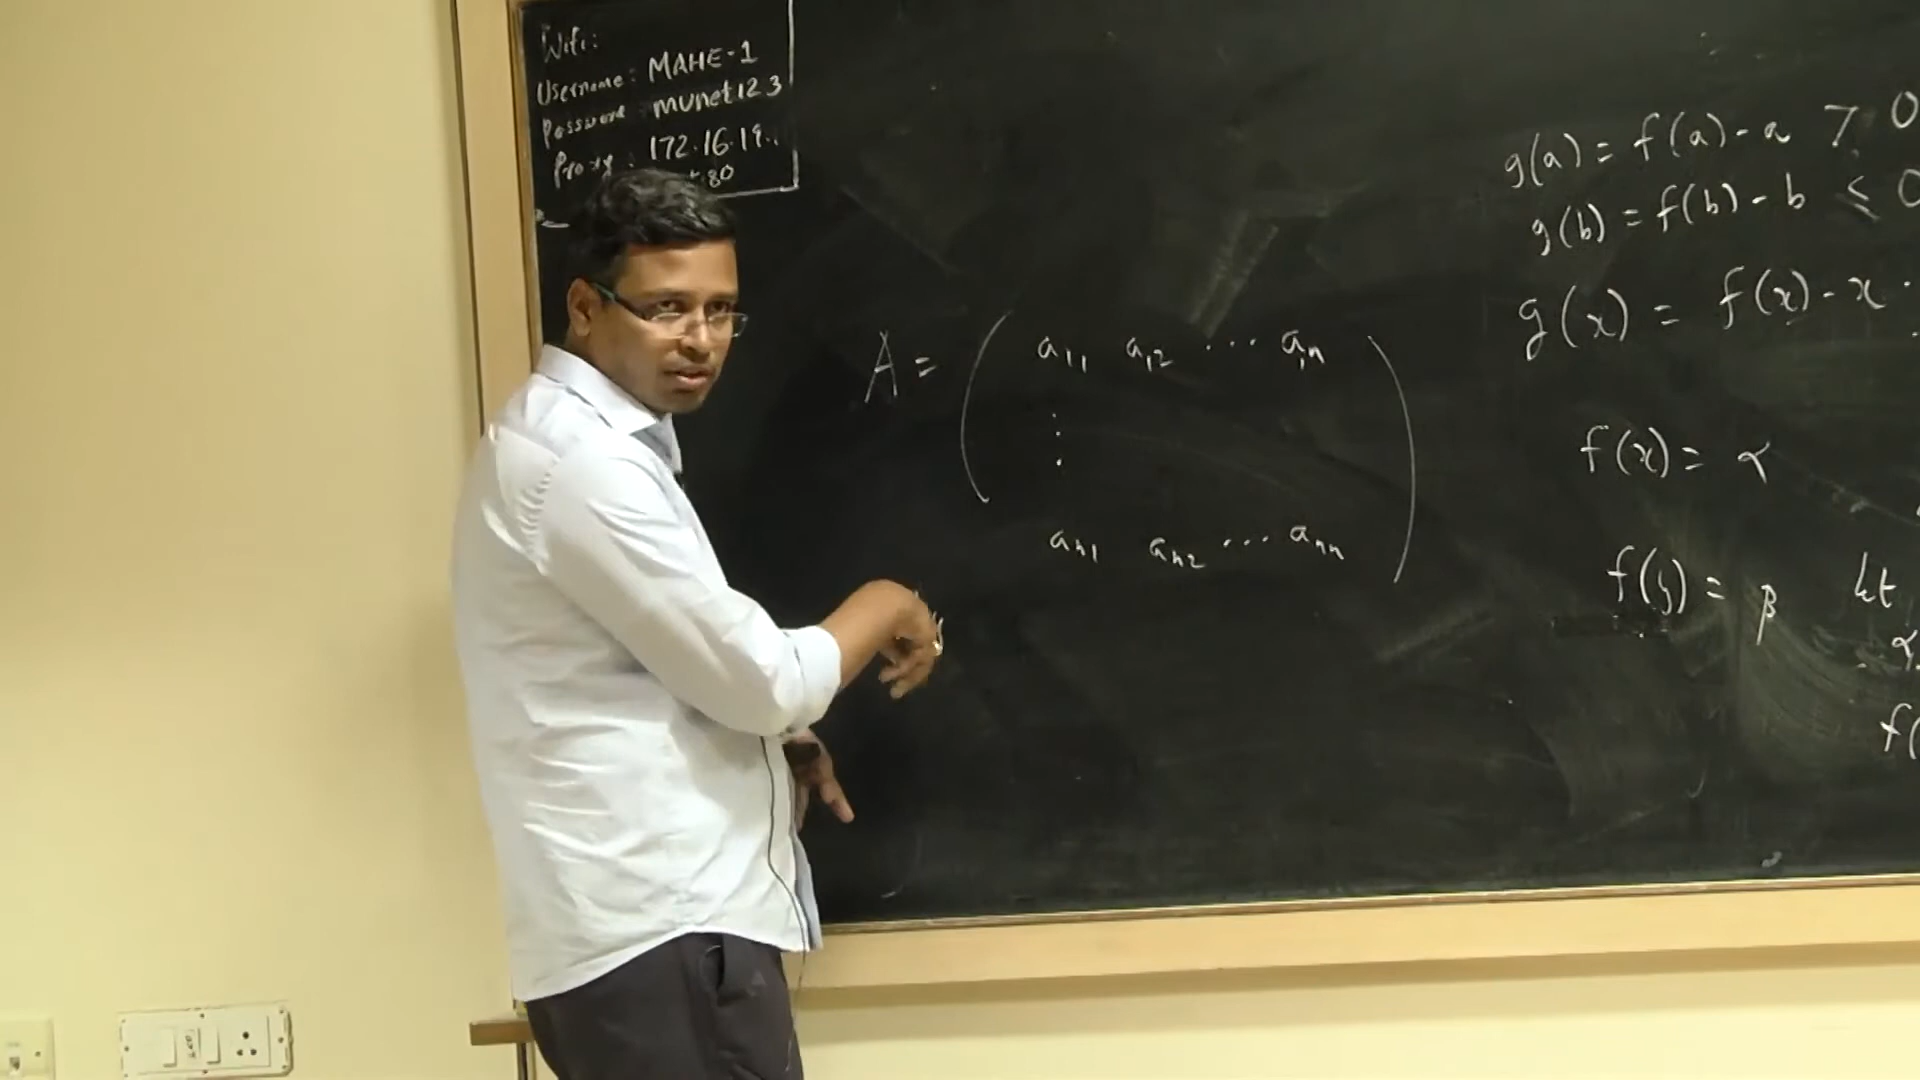 Wifi:
Username: MAHE-1
Password: munet123
Proxy: 172.16.19.
80
A = ( a11 a12 ... a1n
⋮
an1 an2 ... ann )
g(a) = f(a) - a ≥ 0
g(b) = f(b) - b ≤ 0
g(x) = f(x) - x
f(x) = α
f(y) = β let
α
f(